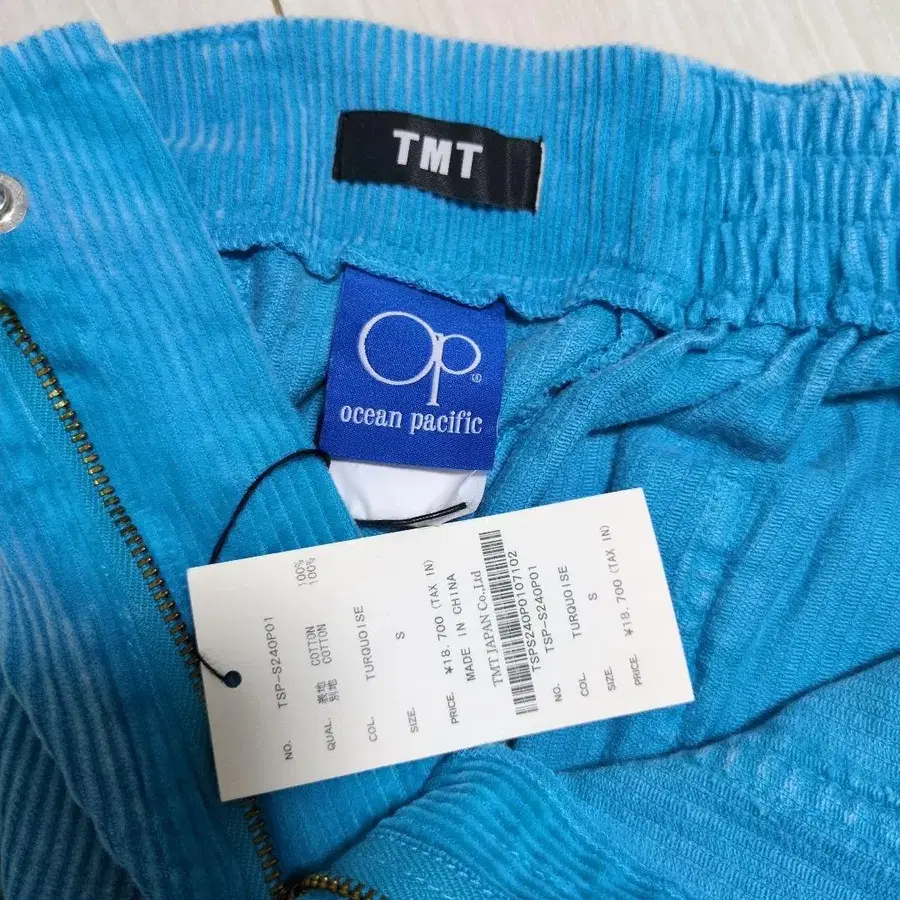 TMT
Op®
ocean pacific
NO. TSP-S240P01
QUAL. 表地 COTTON 100%
別地 COTTON 100%
COL. TURQUOISE
SIZE. S
PRICE. ¥18,700 (TAX IN)
MADE IN CHINA
TMT JAPAN Co.,Ltd
TSPS240P0107102
NO. TSP-S240P01
COL. TURQUOISE
SIZE. S
PRICE. ¥18,700 (TAX IN)